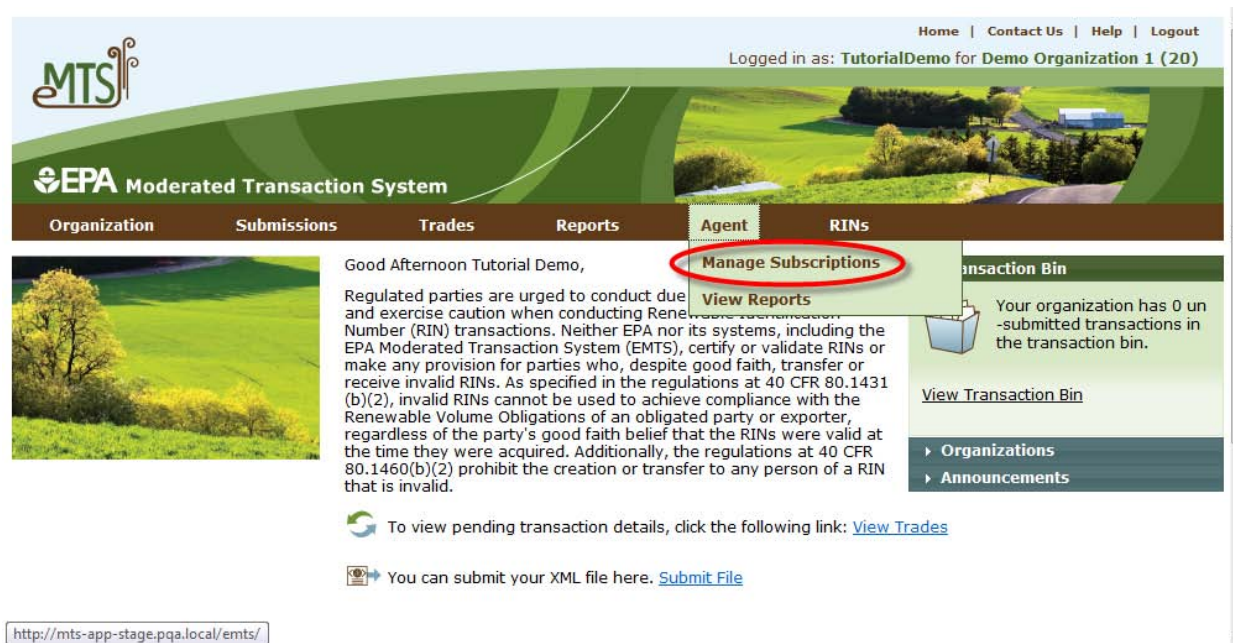 Home | Contact Us | Help | Logout
Logged in as: TutorialDemo for Demo Organization 1 (20)
MTS
EPA Moderated Transaction System
Organization Submissions Trades Reports Agent RINs
Manage Subscriptions
View Reports
Good Afternoon Tutorial Demo,
Regulated parties are urged to conduct due
and exercise caution when conducting
Number (RIN) transactions. Neither EPA nor its systems, including the
EPA Moderated Transaction System (EMTS), certify or validate RINs or
make any provision for parties who, despite good faith, transfer or
receive invalid RINs. As specified in the regulations at 40 CFR 80.1431
(b)(2), invalid RINs cannot be used to achieve compliance with the
Renewable Volume Obligations of an obligated party or exporter,
regardless of the party's good faith belief that the RINs were valid at
the time they were acquired. Additionally, the regulations at 40 CFR
80.1460(b)(2) prohibit the creation or transfer to any person of a RIN
that is invalid.
To view pending transaction details, click the following link: View Trades
You can submit your XML file here. Submit File
Bin
Your organization has 0 un
-submitted transactions in
the transaction bin.
View Transaction Bin
Organizations
Announcements
http://mts-app-stage.pqa.local/emts/